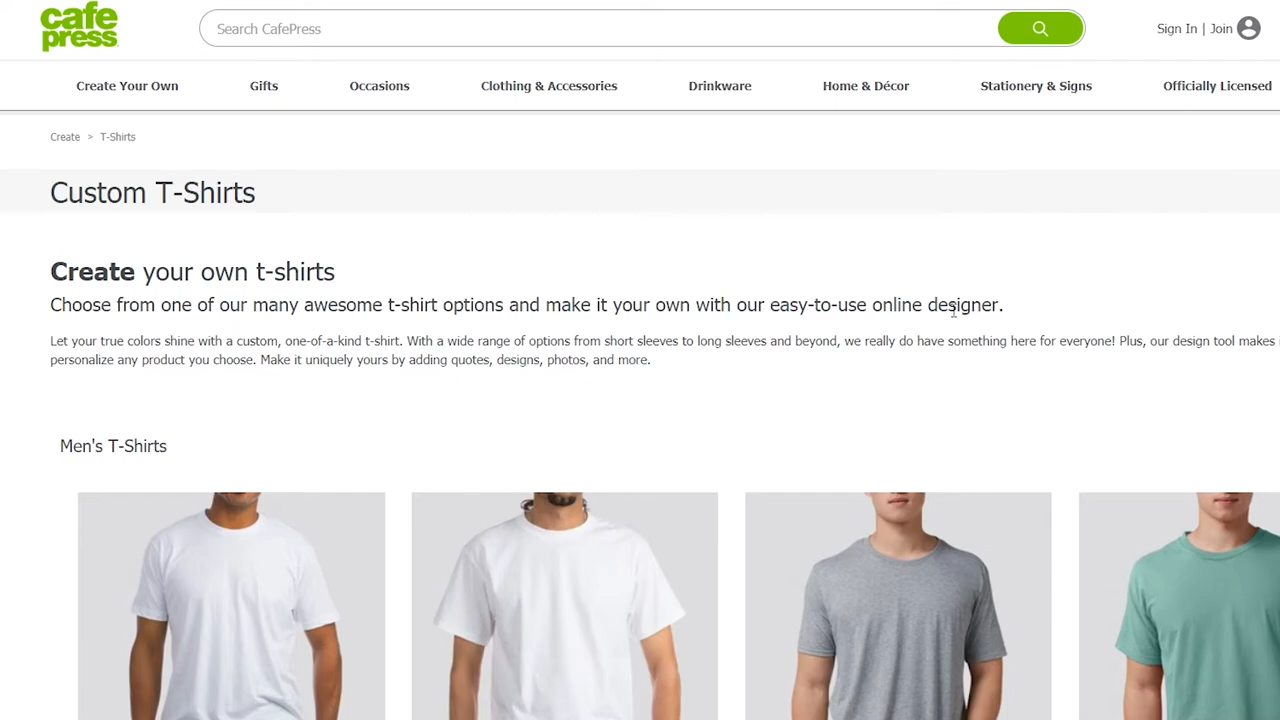 cafe
press
Search CafePress
Sign In | Join
Create Your Own
Gifts
Occasions
Clothing & Accessories
Drinkware
Home & Décor
Stationery & Signs
Officially Licensed
Create > T-Shirts
Custom T-Shirts
Create your own t-shirts
Choose from one of our many awesome t-shirt options and make it your own with our easy-to-use online designer.
Let your true colors shine with a custom, one-of-a-kind t-shirt. With a wide range of options from short sleeves to long sleeves and beyond, we really do have something here for everyone! Plus, our design tool makes
personalize any product you choose. Make it uniquely yours by adding quotes, designs, photos, and more.
Men's T-Shirts